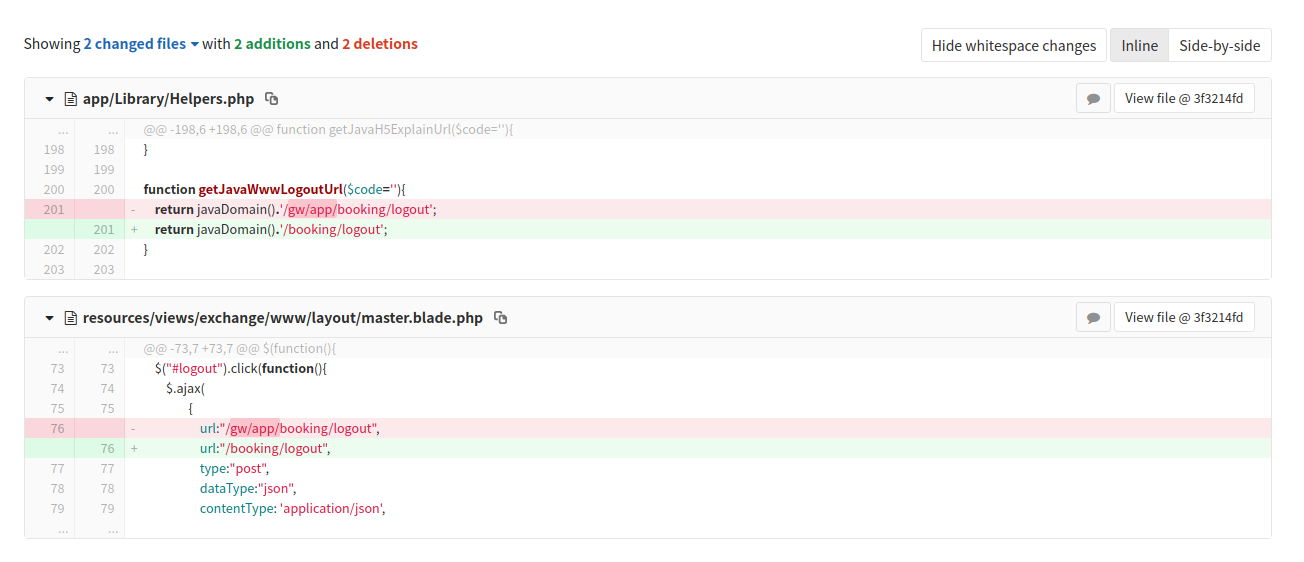 Showing 2 changed files with 2 additions and 2 deletions
Hide whitespace changes Inline Side-by-side
app/Library/Helpers.php View file @ 3f3214fd
... ... @@ -198,6 +198,6 @@ function getJavaH5ExplainUrl($code=''){
198 198 }
199 199
200 200 function getJavaWwwLogoutUrl($code=''){
201 - return javaDomain().'/gw/app/booking/logout';
201 + return javaDomain().'/booking/logout';
202 202 }
203 203
resources/views/exchange/www/layout/master.blade.php View file @ 3f3214fd
... ... @@ -73,7 +73,7 @@ $(function(){
73 73 $("#logout").click(function(){
74 74 $.ajax(
75 75 {
76 - url:"/gw/app/booking/logout",
76 + url:"/booking/logout",
77 77 type:"post",
78 78 dataType:"json",
79 79 contentType: 'application/json',
... ...